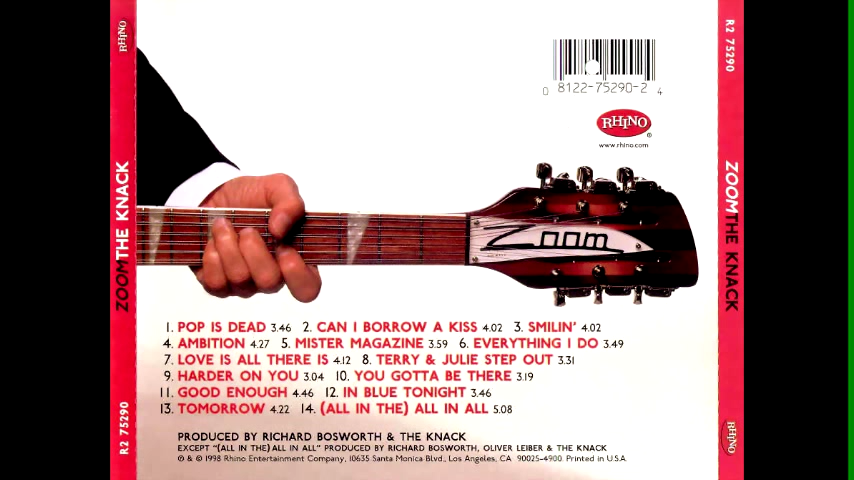 RHINO
R2 75290
0 8122-75290-2 4
RHINO
www.rhino.com
ZOOM THE KNACK
Zoom
ZOOM THE KNACK
1. POP IS DEAD 3.46 2. CAN I BORROW A KISS 4.02 3. SMILIN' 4.02
4. AMBITION 4.27 5. MISTER MAGAZINE 3.59 6. EVERYTHING I DO 3.49
7. LOVE IS ALL THERE IS 4.12 8. TERRY & JULIE STEP OUT 3.31
9. HARDER ON YOU 3.04 10. YOU GOTTA BE THERE 3.19
11. GOOD ENOUGH 4.46 12. IN BLUE TONIGHT 3.46
13. TOMORROW 4.22 14. (ALL IN THE) ALL IN ALL 5.08
R2 75290
PRODUCED BY RICHARD BOSWORTH & THE KNACK
EXCEPT "(ALL IN THE) ALL IN ALL" PRODUCED BY RICHARD BOSWORTH, OLIVER LEIBER & THE KNACK
℗ & © 1998 Rhino Entertainment Company, 10635 Santa Monica Blvd., Los Angeles, CA 90025-4900. Printed in U.S.A.
RHINO